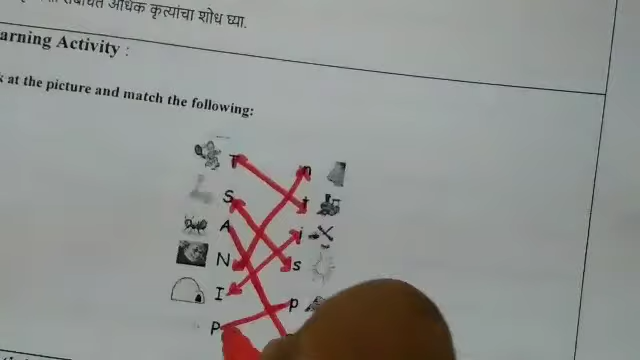 अधिक कृत्यांचा शोध घ्या.
arning Activity :
at the picture and match the following:
T n
S t
A i
N s
I p
P